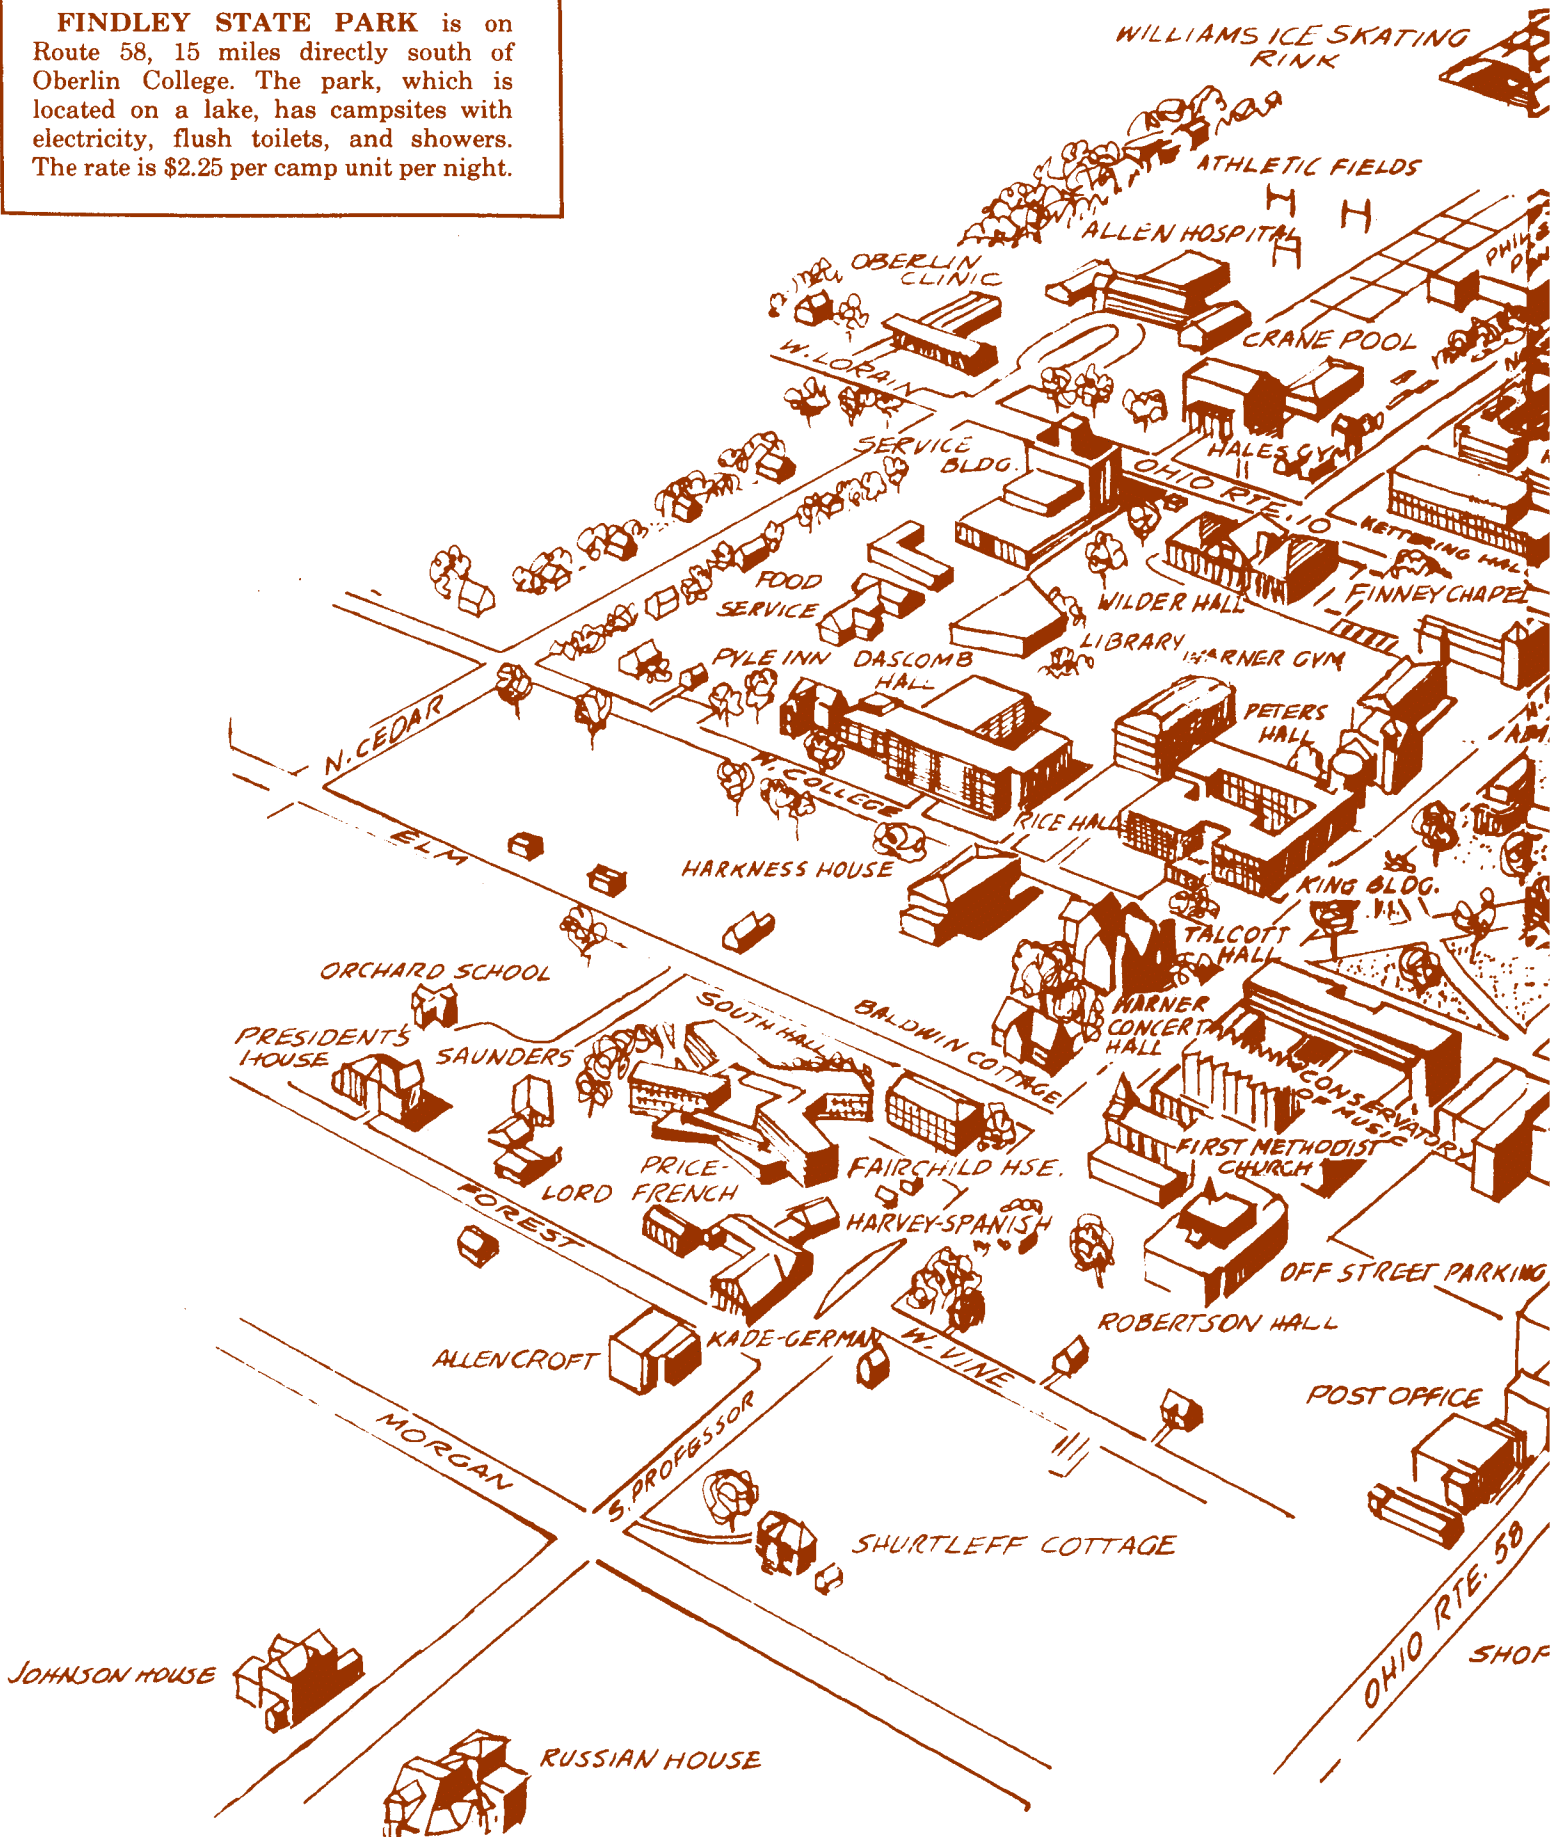 FINDLEY STATE PARK is on
Route 58, 15 miles directly south of
Oberlin College. The park, which is
located on a lake, has campsites with
electricity, flush toilets, and showers.
The rate is $2.25 per camp unit per night.
WILLIAMS ICE SKATING
RINK
ATHLETIC FIELDS
ALLEN HOSPITAL
OBERLIN
CLINIC
CRANE POOL
W. LORAIN
SERVICE
BLDG.
HALES GYM
OHIO RTE. 10
KETTERING HALL
FINNEY CHAPEL
FOOD
SERVICE
WILDER HALL
LIBRARY
WARNER GYM
PYLE INN
DASCOMB
HALL
PETERS
HALL
N. CEDAR
W. COLLEGE
RICE HALL
ELM
HARKNESS HOUSE
KING BLDG.
TALCOTT
HALL
ORCHARD SCHOOL
SOUTH HALL
BALDWIN COTTAGE
WARNER
CONCERT
HALL
PRESIDENT'S
HOUSE
SAUNDERS
CONSERVATORY
OF MUSIC
FIRST METHODIST
CHURCH
PRICE-
FRENCH
FAIRCHILD HSE.
LORD
FOREST
HARVEY-SPANISH
OFF STREET PARKING
ROBERTSON HALL
KADE-GERMAN
W. VINE
ALLENCROFT
POST OFFICE
MORGAN
S. PROFESSOR
SHURTLEFF COTTAGE
OHIO RTE. 58
JOHNSON HOUSE
SHOP
RUSSIAN HOUSE